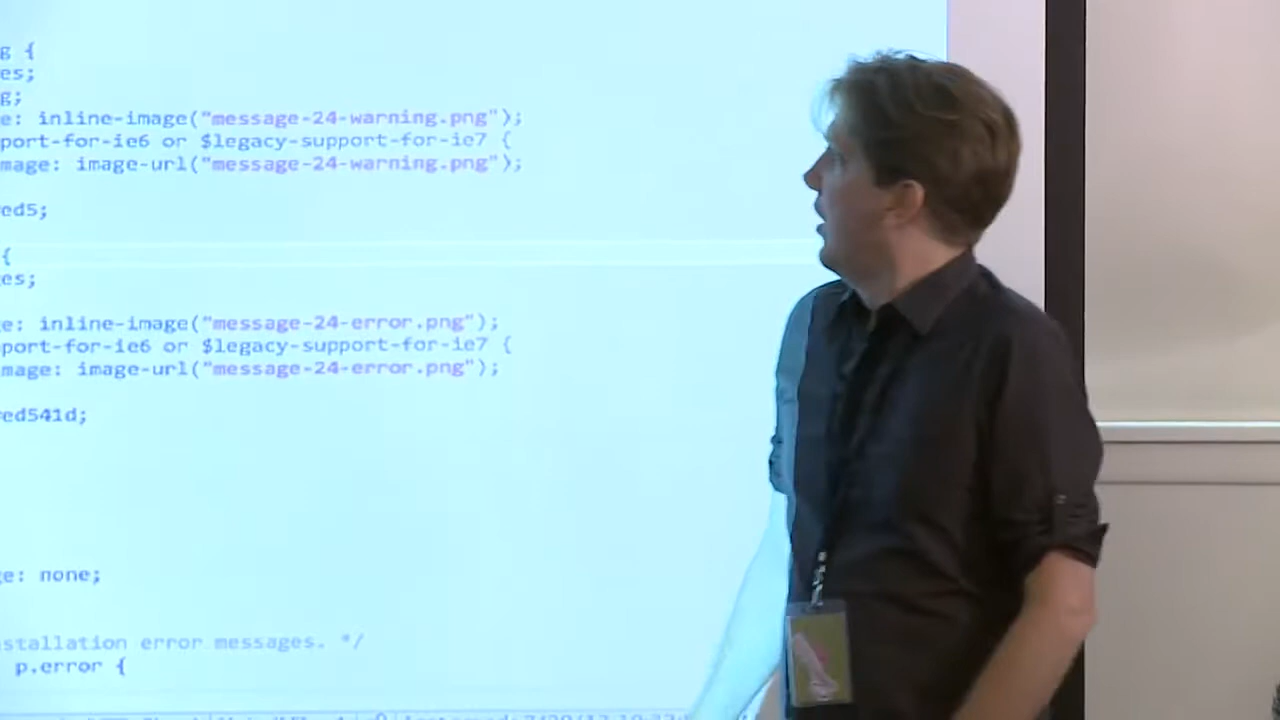 g {
es;
g;
e: inline-image("message-24-warning.png");
port-for-ie6 or $legacy-support-for-ie7 {
mage: image-url("message-24-warning.png");
ed5;
{
es;
e: inline-image("message-24-error.png");
port-for-ie6 or $legacy-support-for-ie7 {
mage: image-url("message-24-error.png");
ed541d;
ge: none;
stallation error messages. */
p.error {